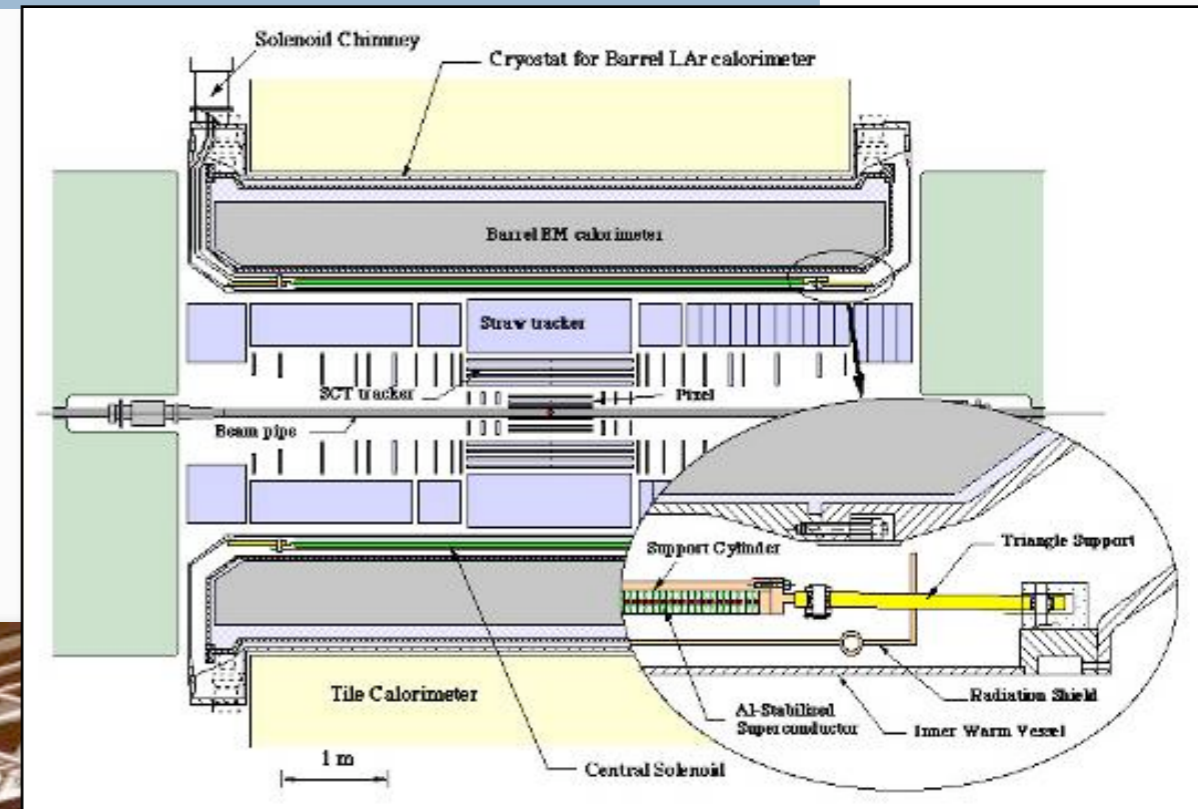 Solenoid Chimney
Cryostat for Barrel LAr calorimeter
Barrel EM calorimeter
Straw tracker
SCT tracker
Pixel
Beam pipe
Support Cylinder
Triangle Support
Tile Calorimeter
Al-Stabilized
Superconductor
Radiation Shield
Inner Warm Vessel
1 m
Central Solenoid